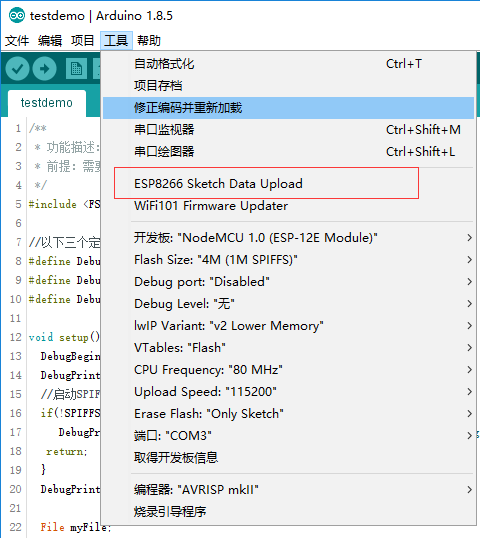 testdemo | Arduino 1.8.5
文件 编辑 项目 工具 帮助
testdemo
自动格式化 Ctrl+T
项目存档
修正编码并重新加载
串口监视器 Ctrl+Shift+M
串口绘图器 Ctrl+Shift+L
ESP8266 Sketch Data Upload
WiFi101 Firmware Updater
开发板: "NodeMCU 1.0 (ESP-12E Module)"
Flash Size: "4M (1M SPIFFS)"
Debug port: "Disabled"
Debug Level: "无"
lwIP Variant: "v2 Lower Memory"
VTables: "Flash"
CPU Frequency: "80 MHz"
Upload Speed: "115200"
Erase Flash: "Only Sketch"
端口: "COM3"
取得开发板信息
编程器: "AVRISP mkII"
烧录引导程序
1 /**
2 * 功能描述:
3 * 前提: 需要
4 */
5 #include <FS
6
7 //以下三个定
8 #define Debu
9 #define Debu
10 #define Debu
11
12 void setup()
13 DebugBegin
14 DebugPrint
15 //启动SPIF
16 if(!SPIFFS
17 DebugPr
18 return;
19 }
20 DebugPrint
21
22 File myFile;